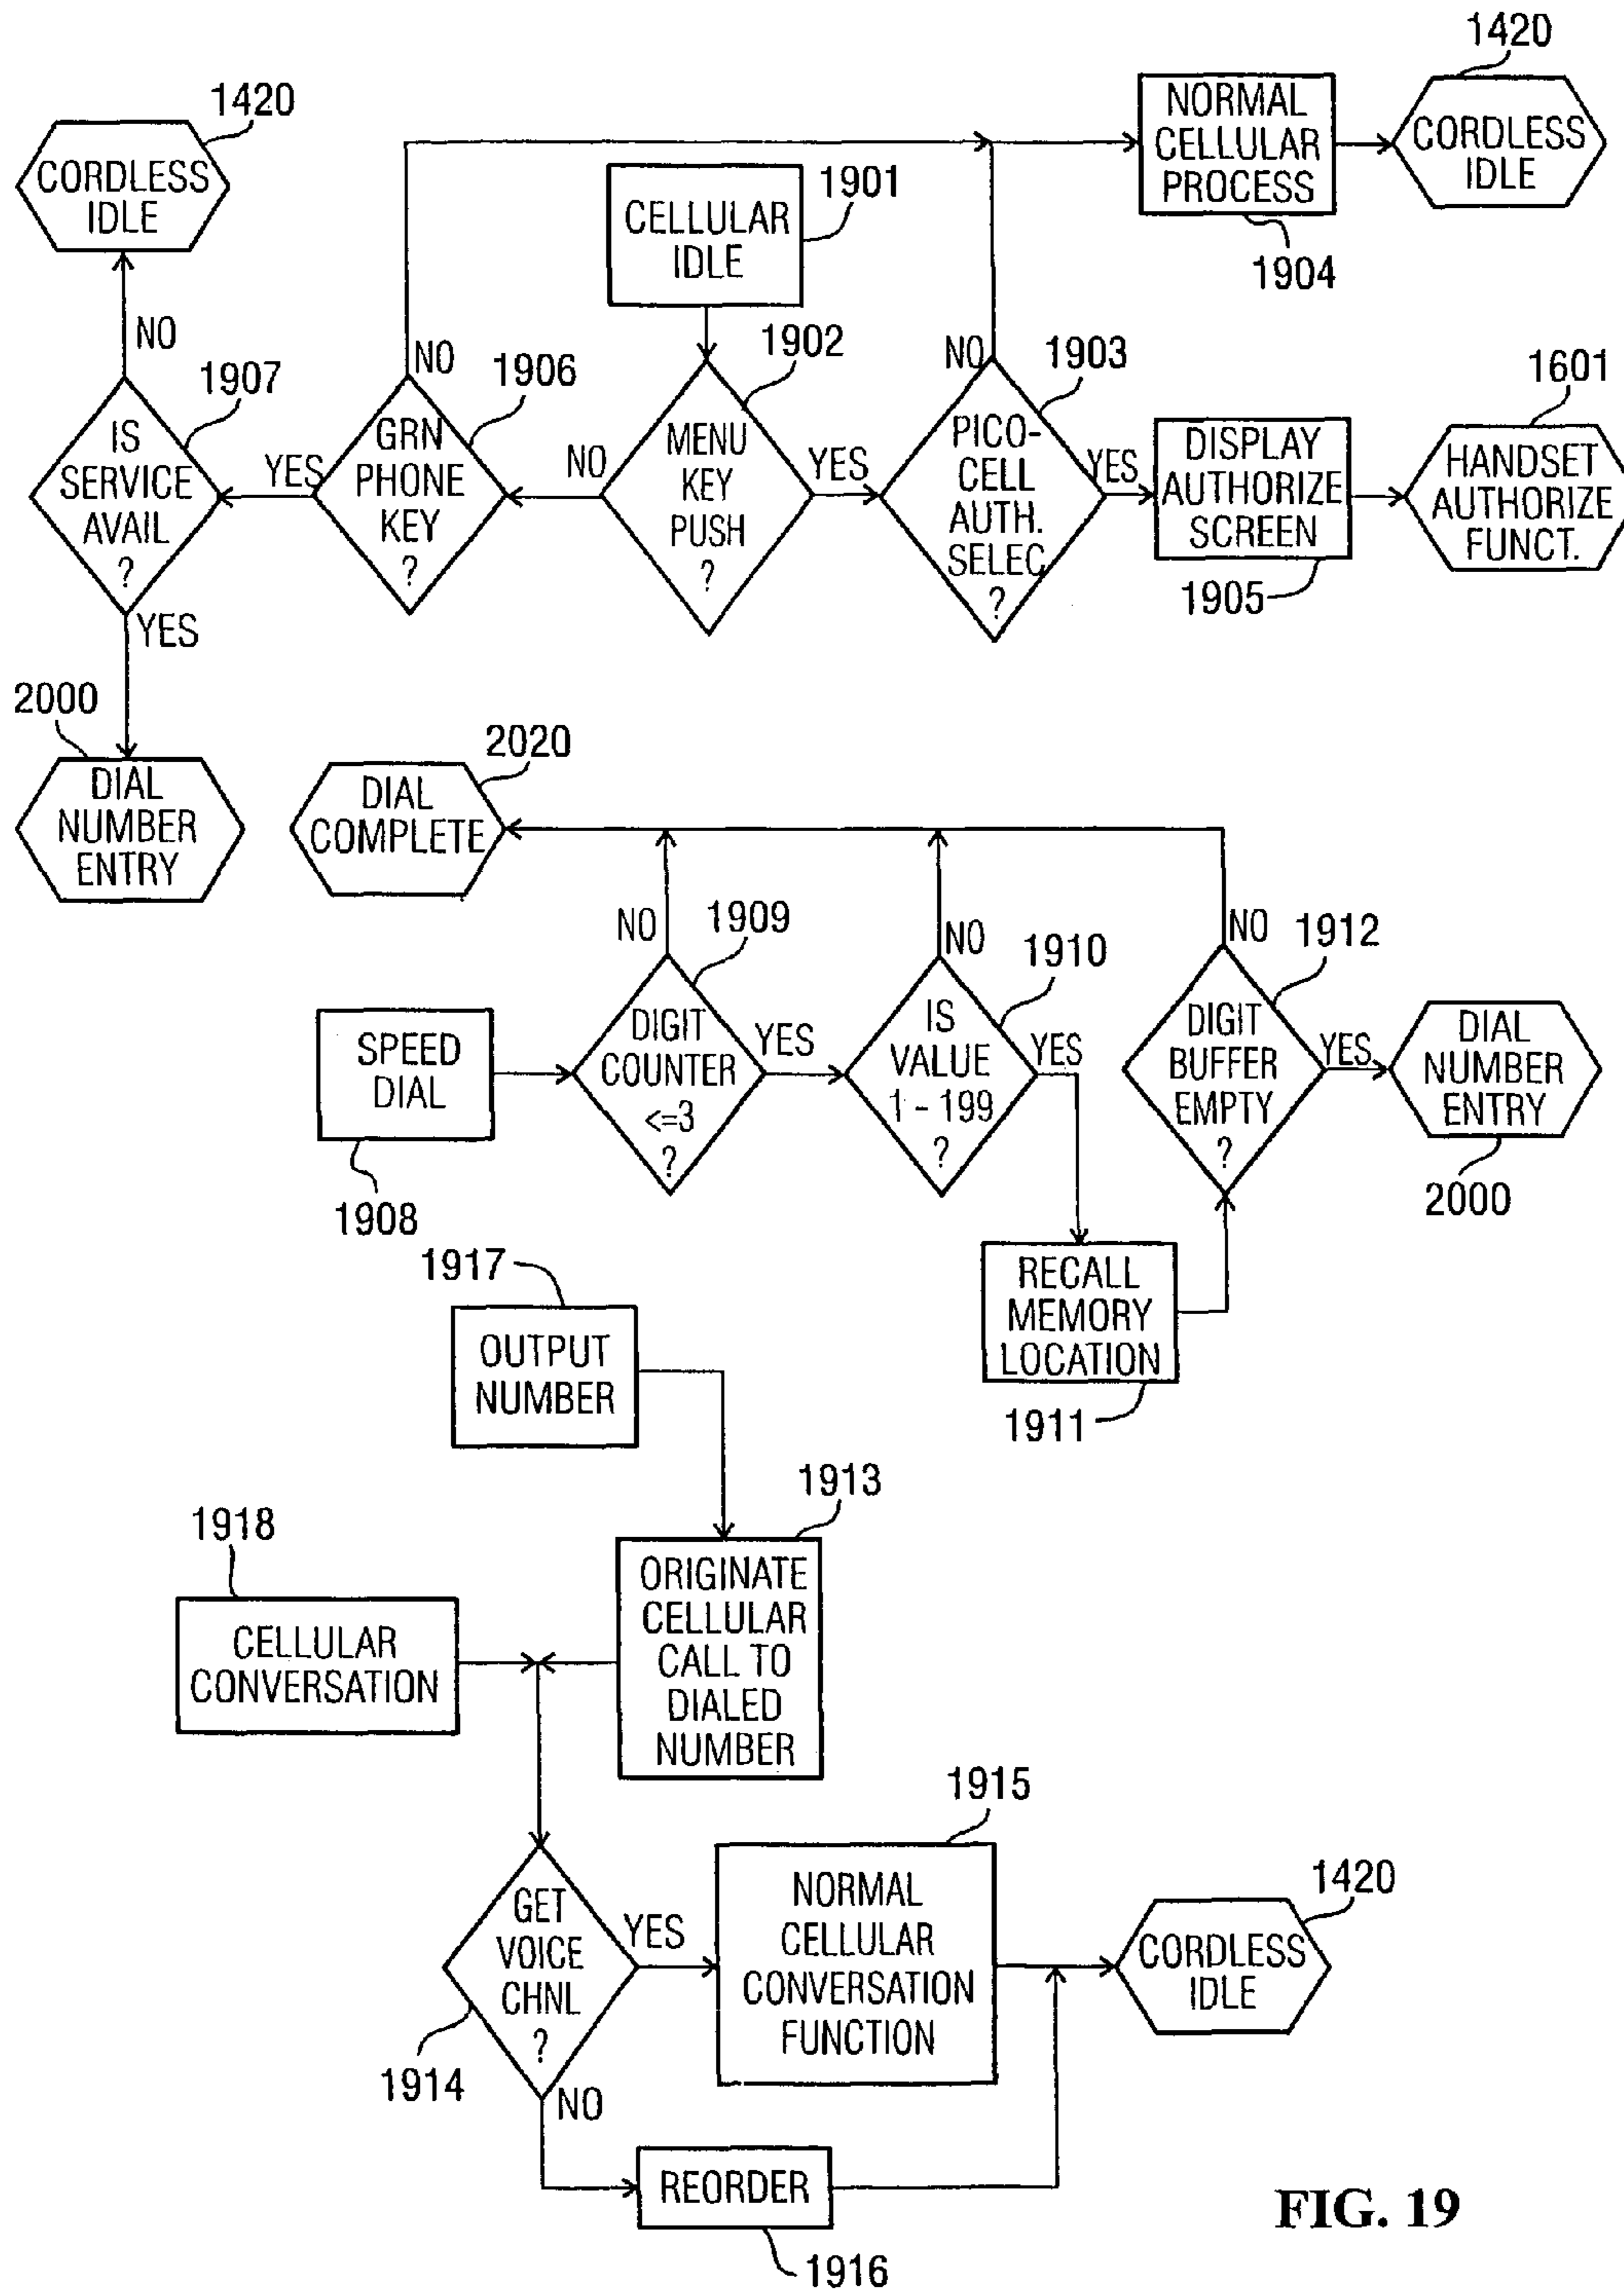 1420
CORDLESS
IDLE
NO
1907
IS
SERVICE
AVAIL
?
YES
YES
2000
DIAL
NUMBER
ENTRY
NO
1906
GRN
PHONE
KEY
?
NO
CELLULAR
IDLE
1901
1902
MENU
KEY
PUSH
?
YES
NO
1903
PICO-
CELL
AUTH.
SELEC
?
YES
NORMAL
CELLULAR
PROCESS
1904
1420
CORDLESS
IDLE
DISPLAY
AUTHORIZE
SCREEN
1905
1601
HANDSET
AUTHORIZE
FUNCT.
2020
DIAL
COMPLETE
SPEED
DIAL
1908
NO
1909
DIGIT
COUNTER
<=3
?
YES
NO
1910
IS
VALUE
1 - 199
?
YES
RECALL
MEMORY
LOCATION
1911
NO
1912
DIGIT
BUFFER
EMPTY
?
YES
DIAL
NUMBER
ENTRY
2000
1917
OUTPUT
NUMBER
1913
ORIGINATE
CELLULAR
CALL TO
DIALED
NUMBER
1918
CELLULAR
CONVERSATION
GET
VOICE
CHNL
?
1914
YES
NO
1915
NORMAL
CELLULAR
CONVERSATION
FUNCTION
1420
CORDLESS
IDLE
REORDER
1916
FIG. 19